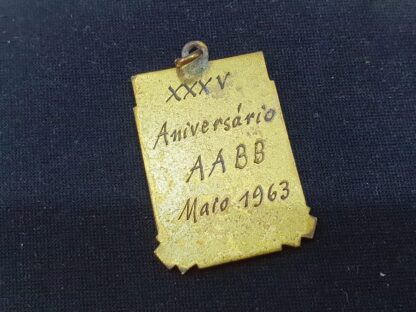 XXXV
Aniversário
AABB
Maio 1963